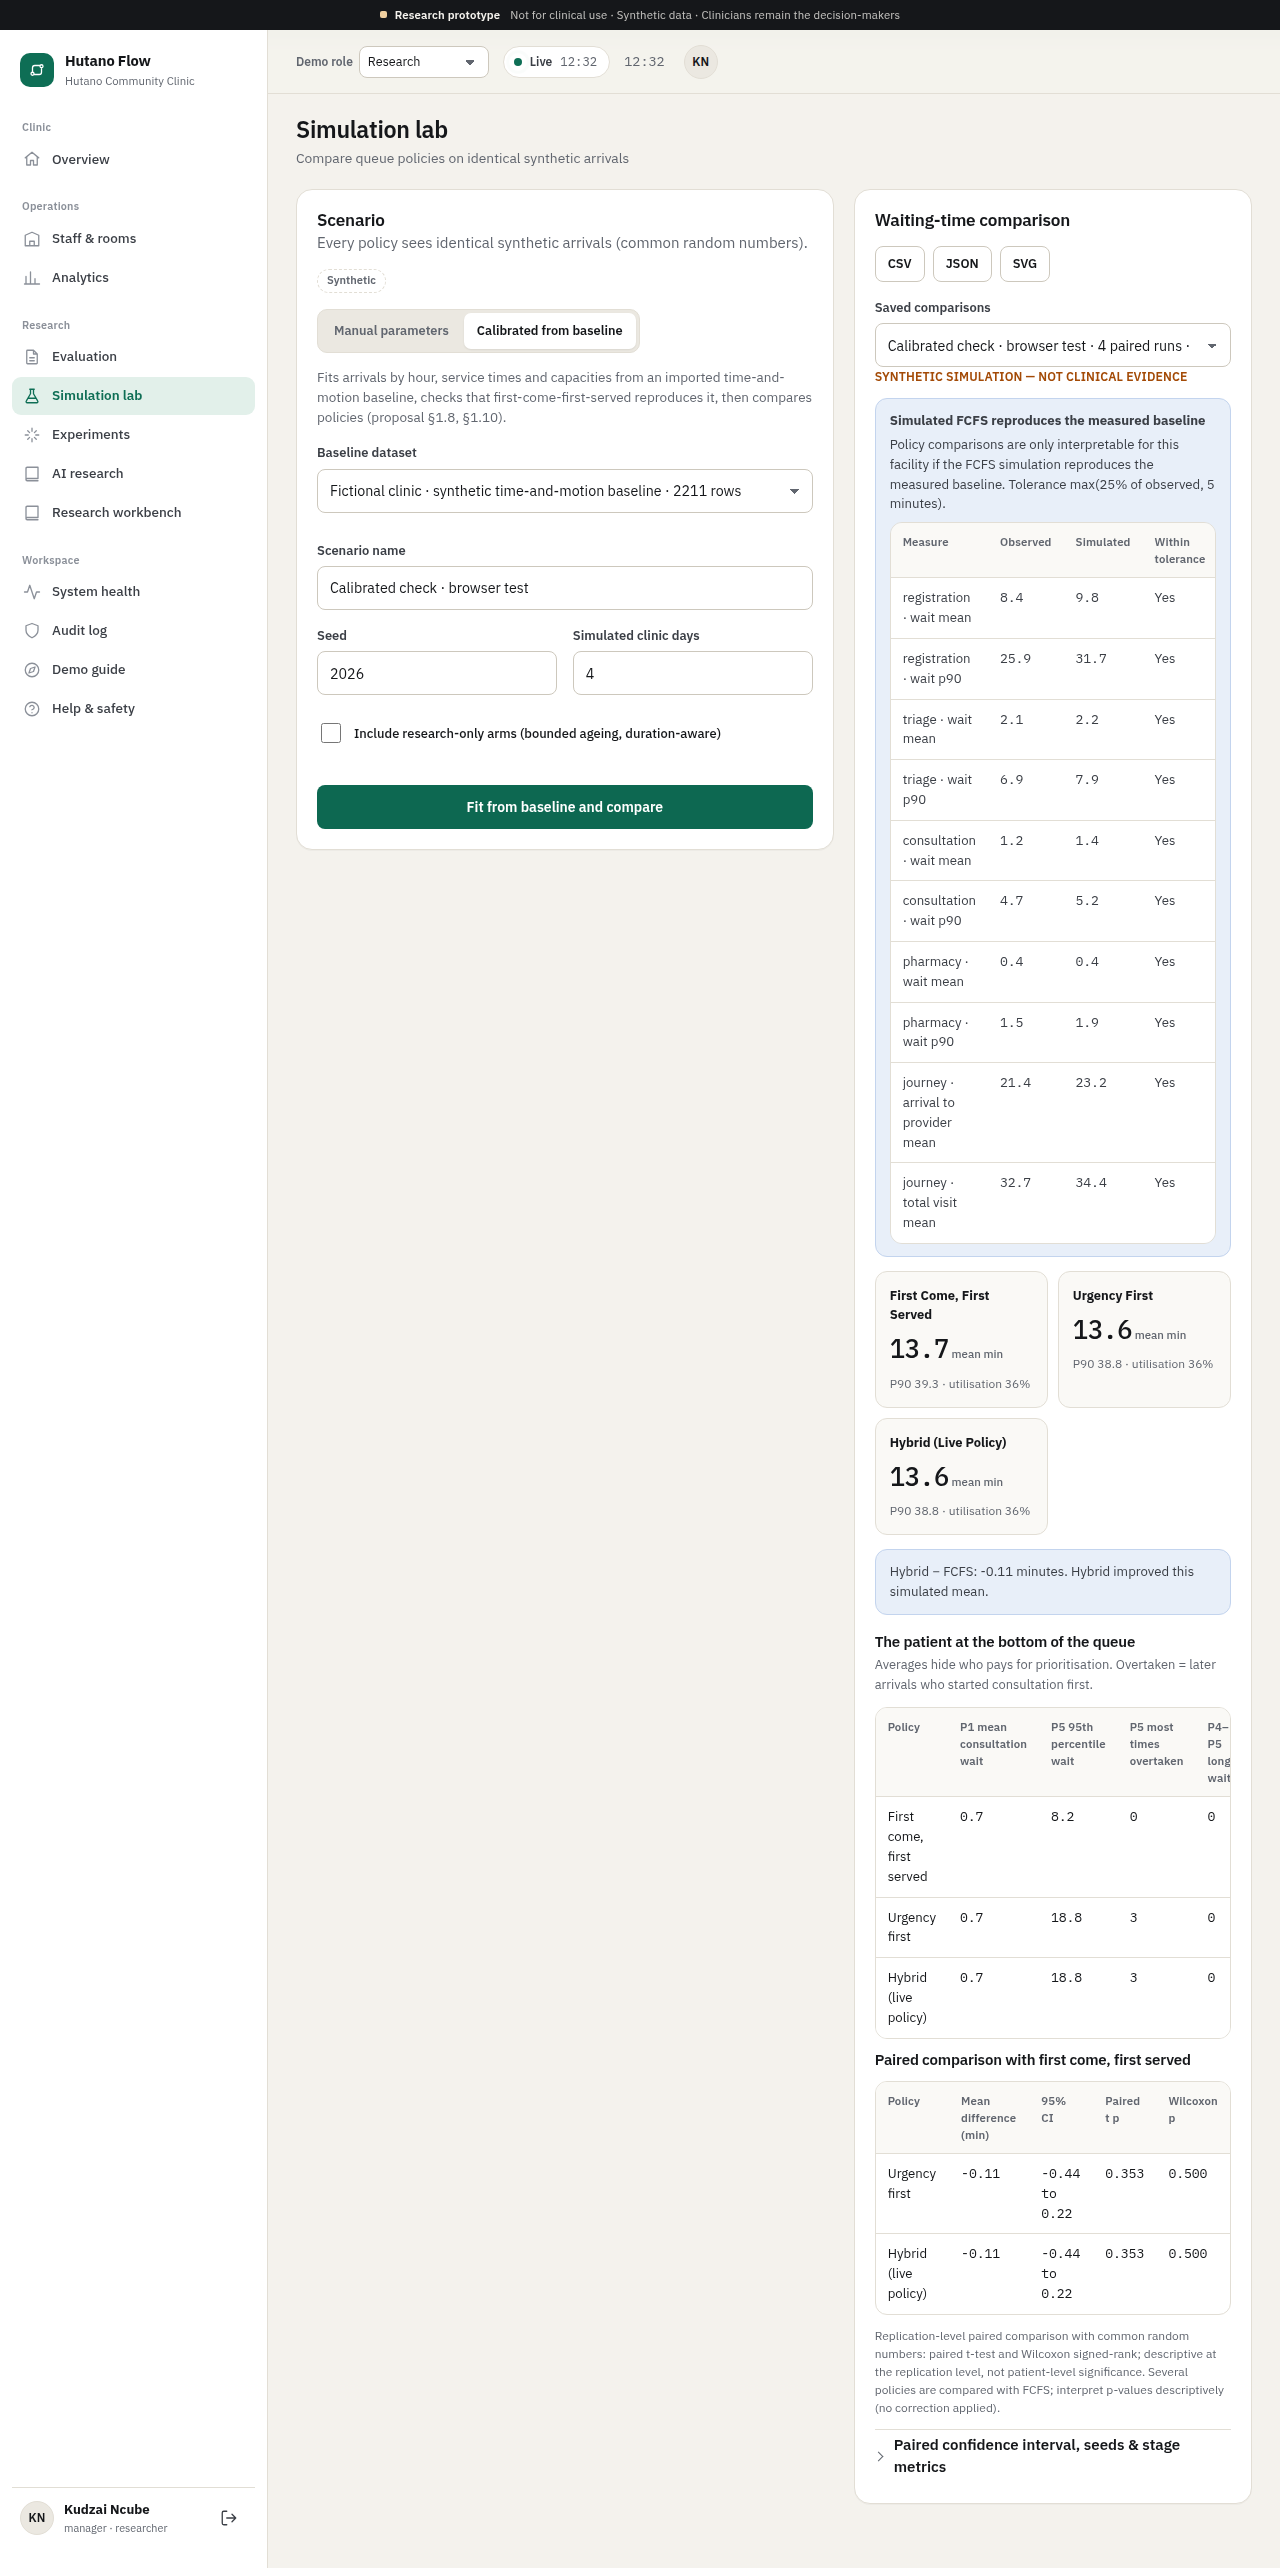 Research prototype Not for clinical use · Synthetic data · Clinicians remain the decision-makers
Hutano Flow
Hutano Community Clinic
Clinic
Overview
Operations
Staff & rooms
Analytics
Research
Evaluation
Simulation lab
Experiments
AI research
Research workbench
Workspace
System health
Audit log
Demo guide
Help & safety
KN
Kudzai Ncube
manager · researcher
Demo role
Research
Live 12:32
12:32
KN
Simulation lab
Compare queue policies on identical synthetic arrivals
Scenario
Every policy sees identical synthetic arrivals (common random numbers).
Synthetic
Manual parameters
Calibrated from baseline
Fits arrivals by hour, service times and capacities from an imported time-and-
motion baseline, checks that first-come-first-served reproduces it, then compares
policies (proposal §1.8, §1.10).
Baseline dataset
Fictional clinic · synthetic time-and-motion baseline · 2211 rows
Scenario name
Calibrated check · browser test
Seed
Simulated clinic days
2026
4
Include research-only arms (bounded ageing, duration-aware)
Fit from baseline and compare
Waiting-time comparison
CSV
JSON
SVG
Saved comparisons
Calibrated check · browser test · 4 paired runs ·
SYNTHETIC SIMULATION — NOT CLINICAL EVIDENCE
Simulated FCFS reproduces the measured baseline
Policy comparisons are only interpretable for this
facility if the FCFS simulation reproduces the
measured baseline. Tolerance max(25% of observed, 5
minutes).
Measure Observed Simulated Within
tolerance
registration 8.4 9.8 Yes
· wait mean
registration 25.9 31.7 Yes
· wait p90
triage · wait 2.1 2.2 Yes
mean
triage · wait 6.9 7.9 Yes
p90
consultation 1.2 1.4 Yes
· wait mean
consultation 4.7 5.2 Yes
· wait p90
pharmacy · 0.4 0.4 Yes
wait mean
pharmacy · 1.5 1.9 Yes
wait p90
journey · 21.4 23.2 Yes
arrival to
provider
mean
journey · 32.7 34.4 Yes
total visit
mean
First Come, First
Served
13.7 mean min
P90 39.3 · utilisation 36%
Urgency First
13.6 mean min
P90 38.8 · utilisation 36%
Hybrid (Live Policy)
13.6 mean min
P90 38.8 · utilisation 36%
Hybrid − FCFS: -0.11 minutes. Hybrid improved this
simulated mean.
The patient at the bottom of the queue
Averages hide who pays for prioritisation. Overtaken = later
arrivals who started consultation first.
Policy P1 mean P5 95th P5 most P4–
consultation percentile times P5
wait wait overtaken long
wait
First 0.7 8.2 0 0
come,
first
served
Urgency 0.7 18.8 3 0
first
Hybrid 0.7 18.8 3 0
(live
policy)
Paired comparison with first come, first served
Policy Mean 95% Paired Wilcoxon
difference CI t p p
(min)
Urgency -0.11 -0.44 0.353 0.500
first to
0.22
Hybrid -0.11 -0.44 0.353 0.500
(live to
policy) 0.22
Replication-level paired comparison with common random
numbers: paired t-test and Wilcoxon signed-rank; descriptive at
the replication level, not patient-level significance. Several
policies are compared with FCFS; interpret p-values descriptively
(no correction applied).
Paired confidence interval, seeds & stage
metrics